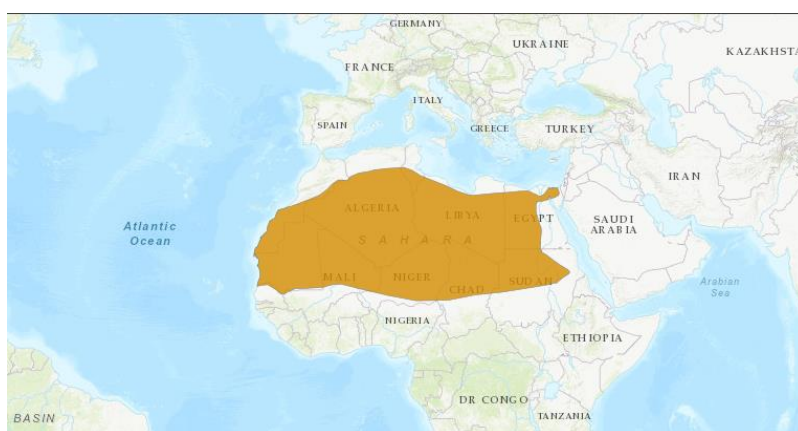 GERMANY
UKRAINE
KAZAKHSTA
FRANCE
ITALY
SPAIN
GREECE
TURKEY
IRAN
ALGERIA
LIBYA
EGYPT
SAUDI
ARABIA
Atlantic
Ocean
SAHARA
MALI
NIGER
CHAD
SUDAN
Arabian
Sea
NIGERIA
ETHIOPIA
DR CONGO
TANZANIA
BASIN